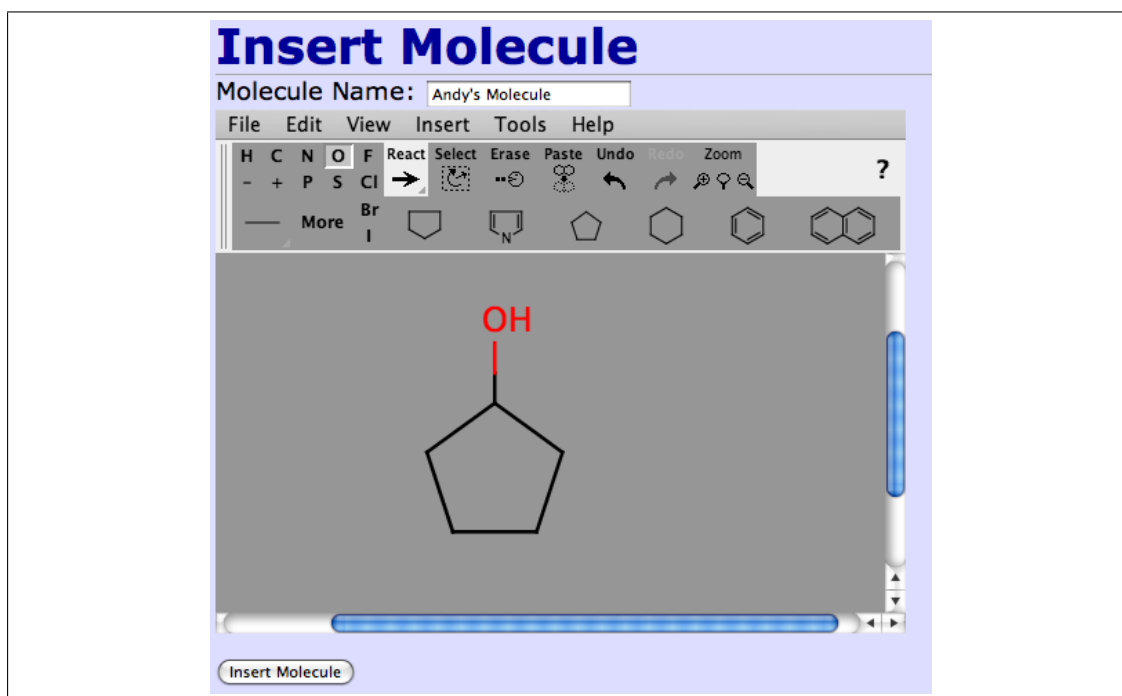 Insert Molecule
Molecule Name: Andy's Molecule
File Edit View Insert Tools Help
H C N O F React Select Erase Paste Undo Redo Zoom
- + P S Cl ?
More Br
I N
OH
Insert Molecule